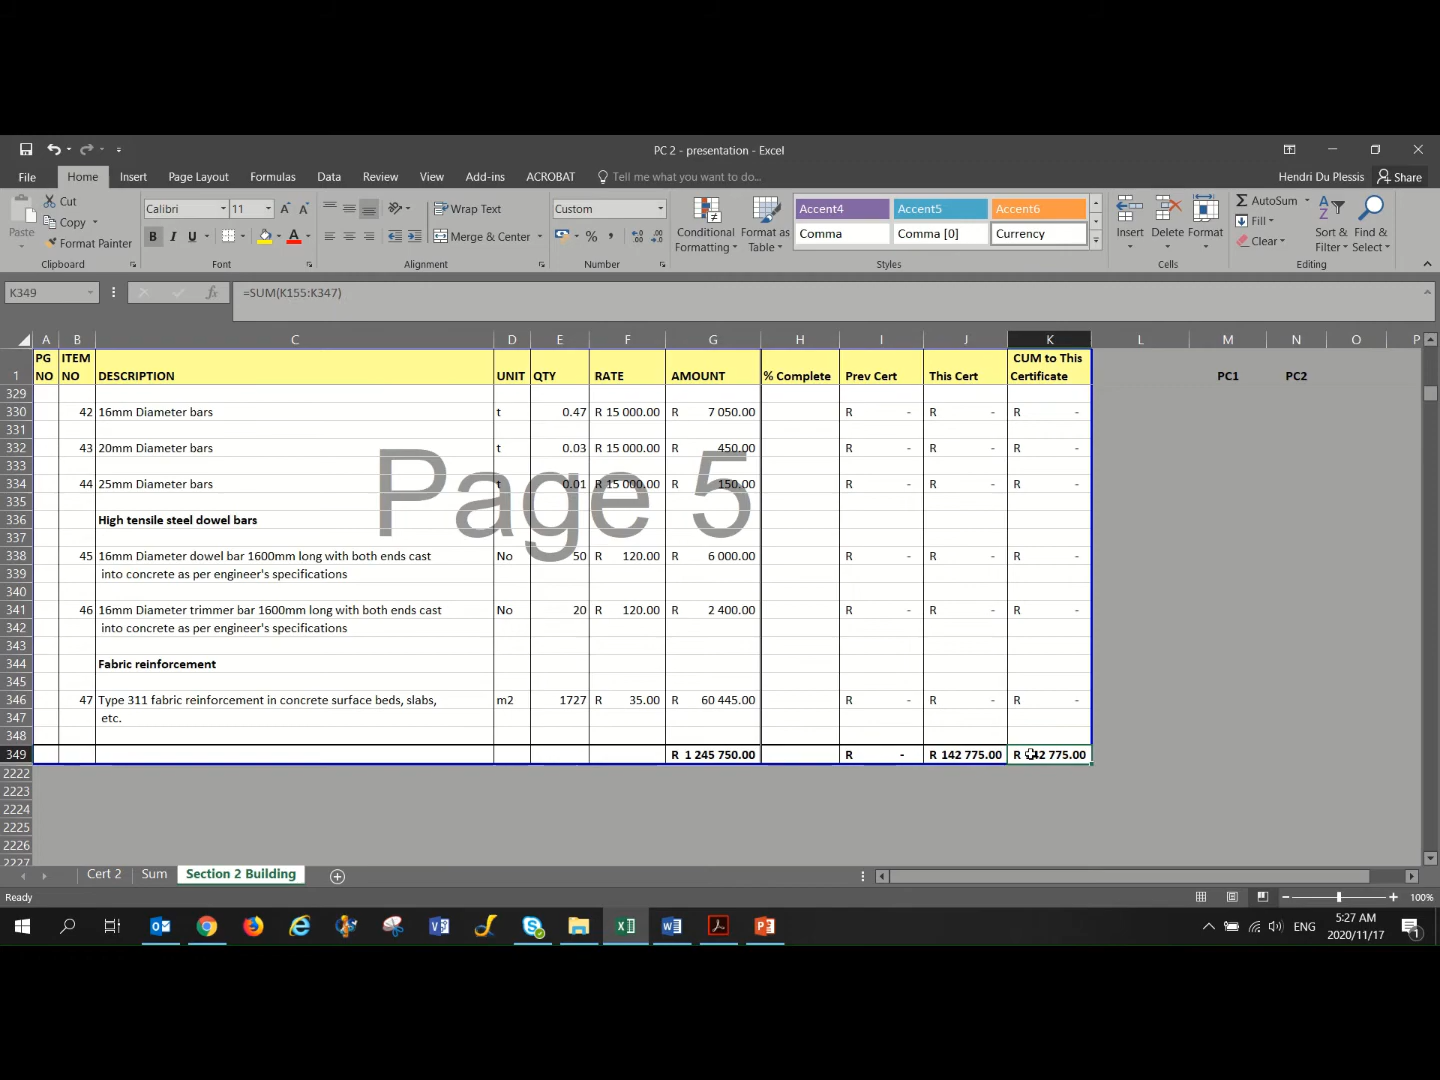 PC 2 - presentation - Excel
File Home Insert Page Layout Formulas Data Review View Add-ins ACROBAT Tell me what you want to do... Hendri Du Plessis Share
Paste Cut Copy Format Painter
Calibri 11 B I U
Wrap Text Merge & Center
Custom % ,
Conditional Formatting Format as Table
Accent4 Accent5 Accent6
Comma Comma [0] Currency
Insert Delete Format
AutoSum Fill Clear Sort & Filter Find & Select
Clipboard Font Alignment Number Styles Cells Editing
K349 fx =SUM(K155:K347)
A B C D E F G H I J K L M N O P
1 PG NO ITEM NO DESCRIPTION UNIT QTY RATE AMOUNT % Complete Prev Cert This Cert CUM to This Certificate PC1 PC2
329
330 42 16mm Diameter bars t 0.47 R 15 000.00 R 7 050.00 R - R - R -
331
332 43 20mm Diameter bars t 0.03 R 15 000.00 R 450.00 R - R - R -
333
334 44 25mm Diameter bars t 0.01 R 15 000.00 R 150.00 R - R - R -
335
Page 5
336 High tensile steel dowel bars
337
338 45 16mm Diameter dowel bar 1600mm long with both ends cast No 50 R 120.00 R 6 000.00 R - R - R -
339 into concrete as per engineer's specifications
340
341 46 16mm Diameter trimmer bar 1600mm long with both ends cast No 20 R 120.00 R 2 400.00 R - R - R -
342 into concrete as per engineer's specifications
343
344 Fabric reinforcement
345
346 47 Type 311 fabric reinforcement in concrete surface beds, slabs, m2 1727 R 35.00 R 60 445.00 R - R - R -
347 etc.
348
349 R 1 245 750.00 R - R 142 775.00 R 42 775.00
2222
2223
2224
2225
2226
2227
Cert 2 Sum Section 2 Building
Ready 100%
ENG 5:27 AM
2020/11/17 1